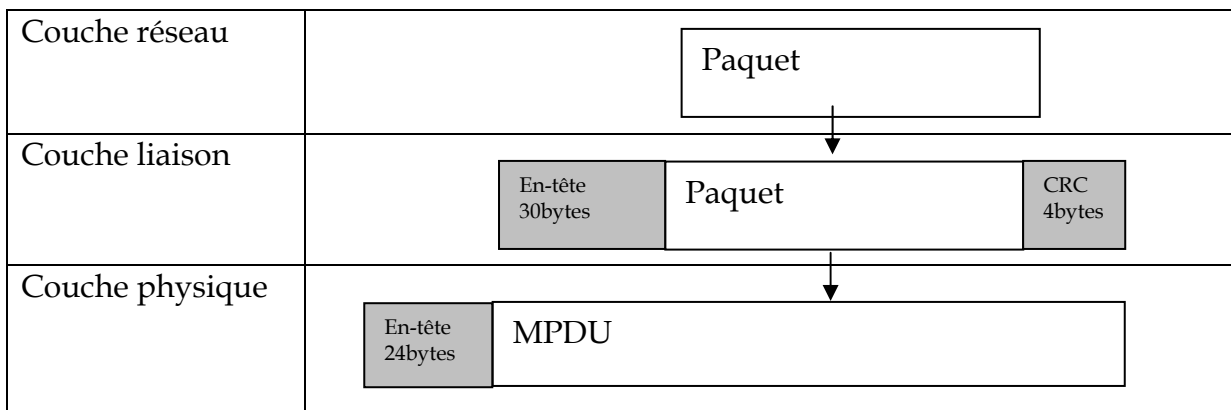 Couche réseau
Paquet
Couche liaison
En-tête
30bytes
Paquet
CRC
4bytes
Couche physique
En-tête
24bytes
MPDU